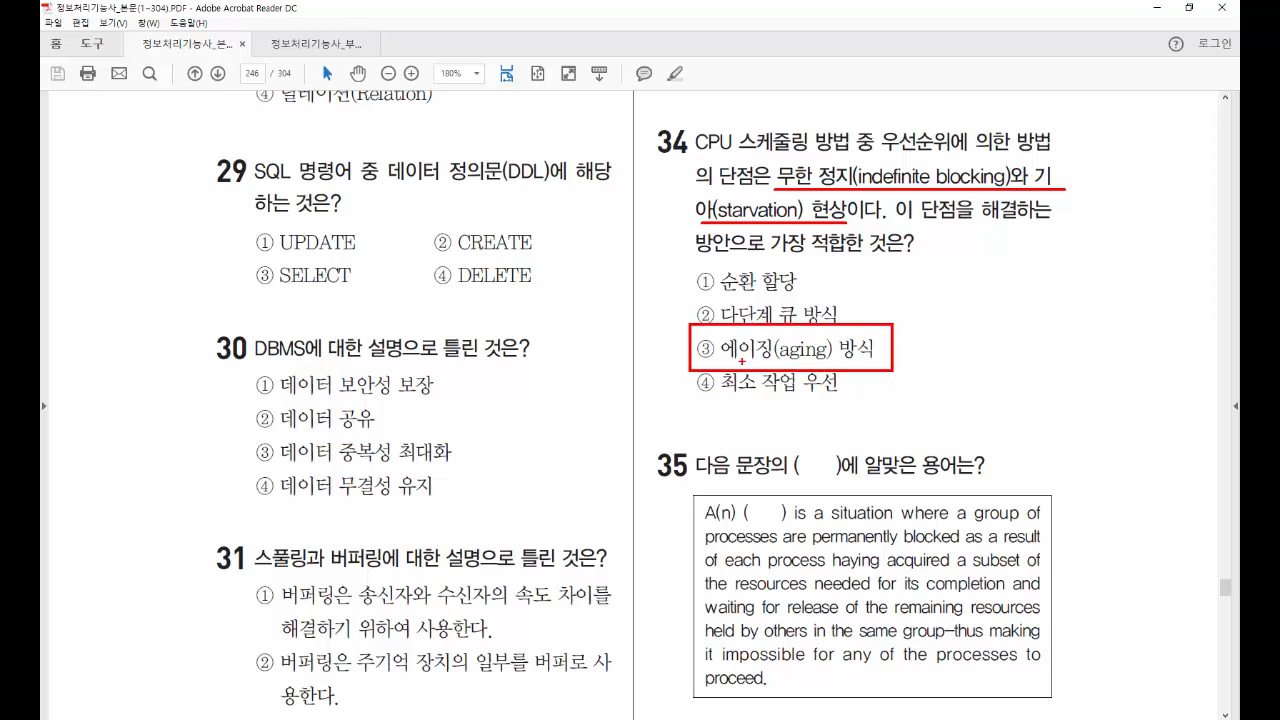 정보처리기능사_본문(1~304).PDF - Adobe Acrobat Reader DC
파일 편집 보기(V) 창(W) 도움말(H)
홈 도구 정보처리기능사_본... × 정보처리기능사_부... ? 로그인
246 / 304 180%
④ 릴레이션(Relation)
29 SQL 명령어 중 데이터 정의문(DDL)에 해당
하는 것은?
① UPDATE ② CREATE
③ SELECT ④ DELETE
30 DBMS에 대한 설명으로 틀린 것은?
① 데이터 보안성 보장
② 데이터 공유
③ 데이터 중복성 최대화
④ 데이터 무결성 유지
31 스풀링과 버퍼링에 대한 설명으로 틀린 것은?
① 버퍼링은 송신자와 수신자의 속도 차이를
해결하기 위하여 사용한다.
② 버퍼링은 주기억 장치의 일부를 버퍼로 사
용한다.
34 CPU 스케줄링 방법 중 우선순위에 의한 방법
의 단점은 무한 정지(indefinite blocking)와 기
아(starvation) 현상이다. 이 단점을 해결하는
방안으로 가장 적합한 것은?
① 순환 할당
② 다단계 큐 방식
③ 에이징(aging) 방식
④ 최소 작업 우선
35 다음 문장의 ( )에 알맞은 용어는?
A(n) ( ) is a situation where a group of
processes are permanently blocked as a result
of each process haying acquired a subset of
the resources needed for its completion and
waiting for release of the remaining resources
held by others in the same group-thus making
it impossible for any of the processes to
proceed.